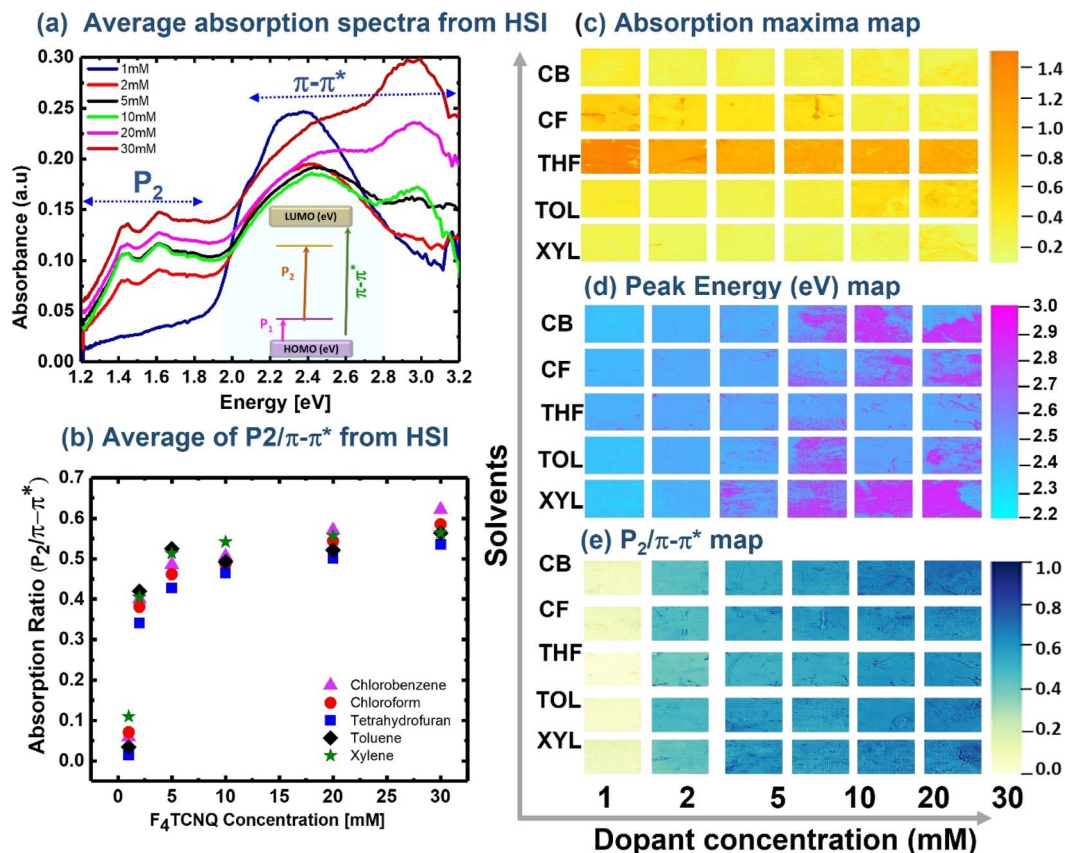 (a) Average absorption spectra from HSI
0.30
0.25
0.20
0.15
0.10
0.05
0.00
Absorbance (a.u)
1mM
2mM
5mM
10mM
20mM
30mM
π-π*
P2
LUMO (eV)
P2
π-π*
P1
HOMO (eV)
1.2 1.4 1.6 1.8 2.0 2.2 2.4 2.6 2.8 3.0 3.2
Energy [eV]
(b) Average of P2/π-π* from HSI
0.7
0.6
0.5
0.4
0.3
0.2
0.1
0.0
Absorption Ratio (P2/π−π*)
Chlorobenzene
Chloroform
Tetrahydrofuran
Toluene
Xylene
0 5 10 15 20 25 30
F4TCNQ Concentration [mM]
Solvents
(c) Absorption maxima map
CB
CF
THF
TOL
XYL
1.4
1.2
1.0
0.8
0.6
0.4
0.2
(d) Peak Energy (eV) map
CB
CF
THF
TOL
XYL
3.0
2.9
2.8
2.7
2.6
2.5
2.4
2.3
2.2
(e) P2/π-π* map
CB
CF
THF
TOL
XYL
1.0
0.8
0.6
0.4
0.2
0.0
1 2 5 10 20 30
Dopant concentration (mM)